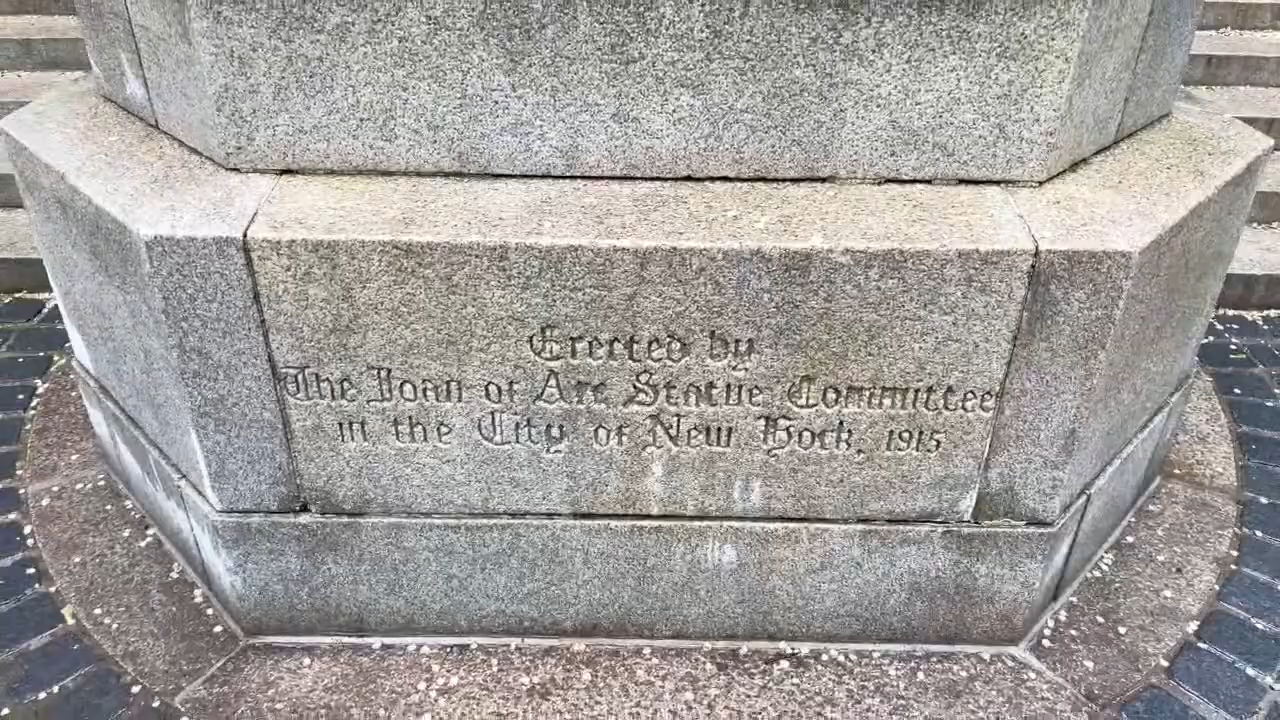 Erected by
The Joan of Arc Statue Committee
in the City of New York, 1915